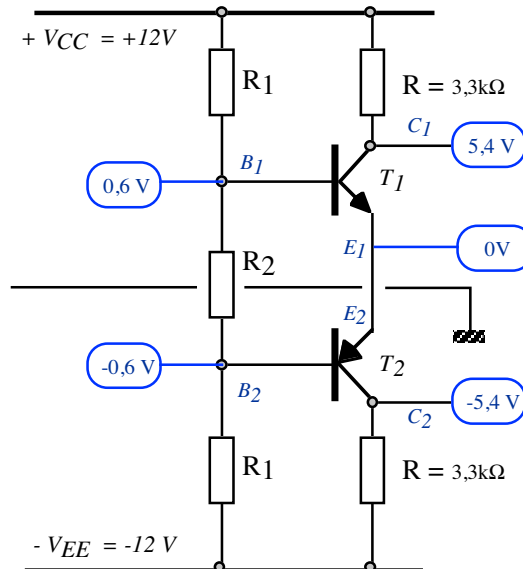 + VCC = +12V
R1
R = 3,3kΩ
C1
5,4 V
B1
0,6 V
T1
E1
0V
R2
E2
-0,6 V
T2
B2
C2
-5,4 V
R1
R = 3,3kΩ
- VEE = -12 V